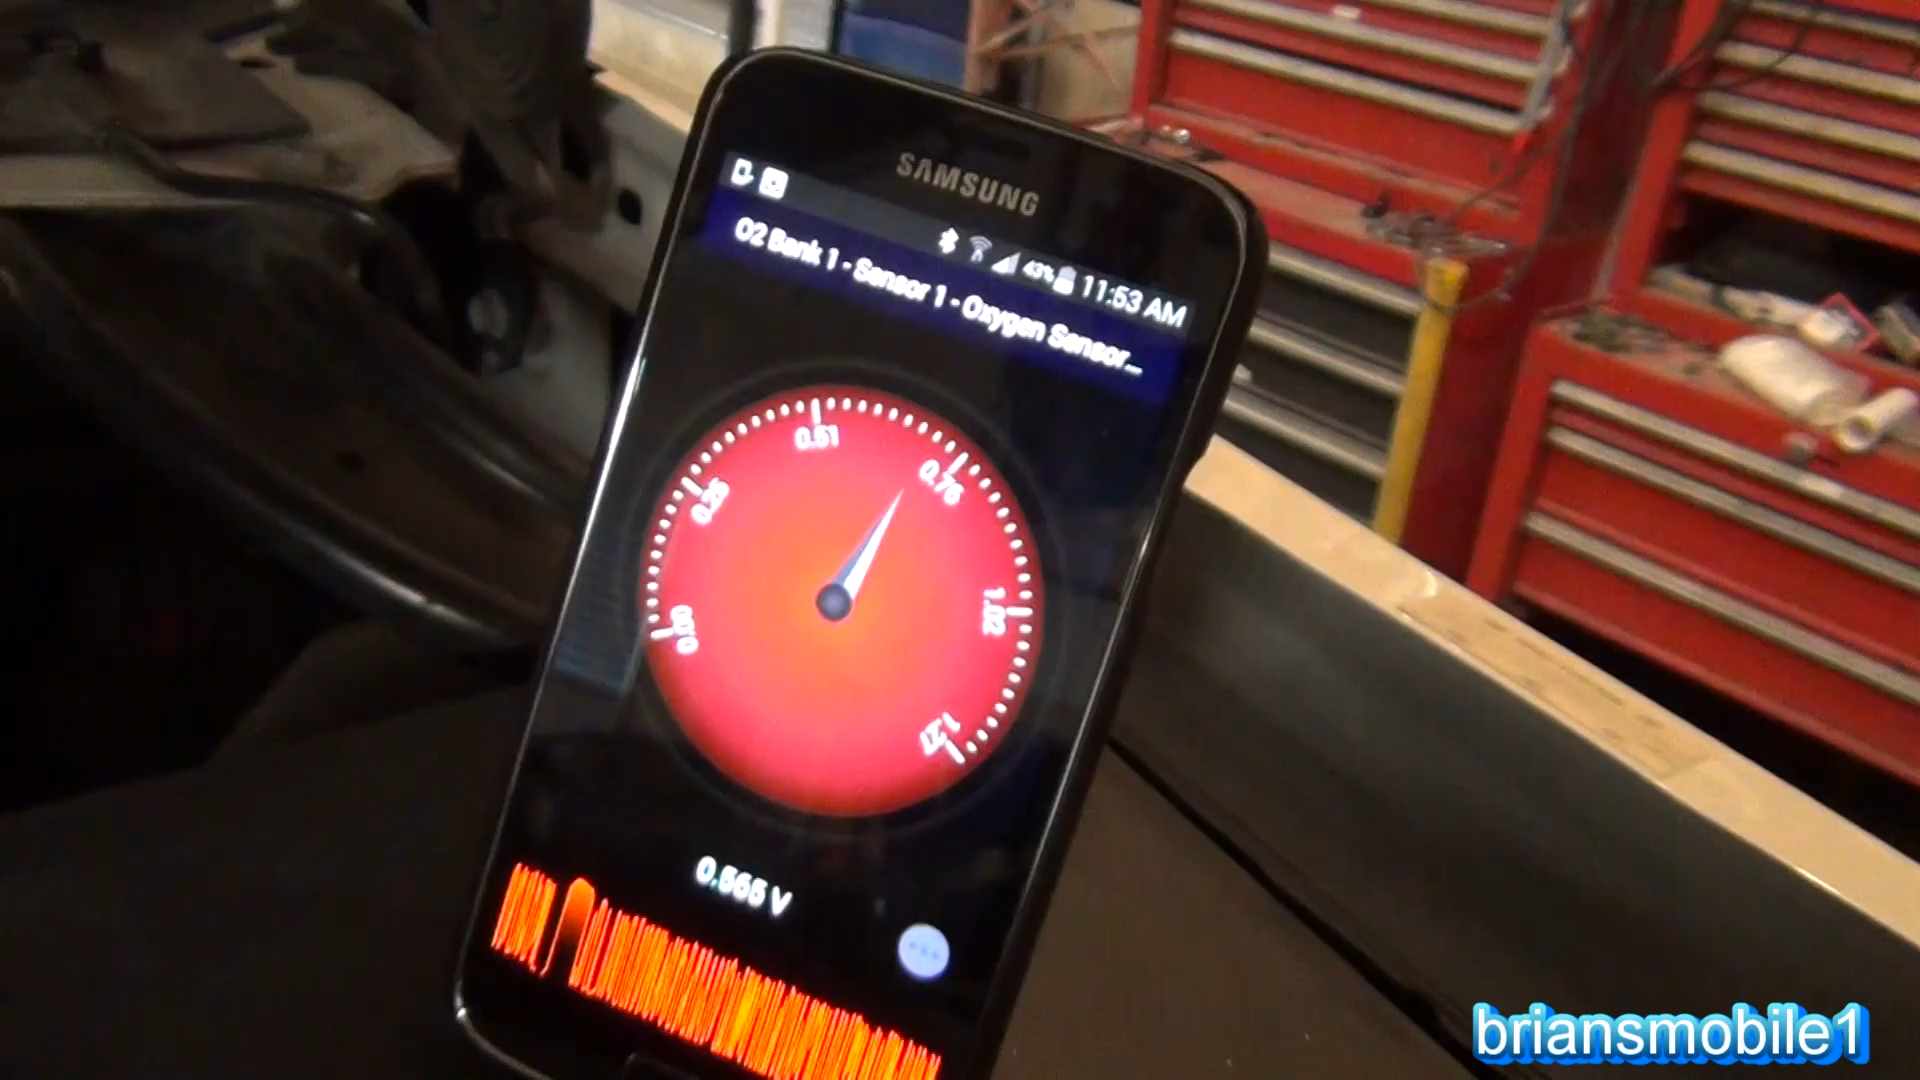 SAMSUNG
43% 11:53 AM
O2 Bank 1 - Sensor 1 - Oxygen Sensor...
0.51
0.25
0.76
0.00
1.02
1.27
0.565 V
briansmobile1